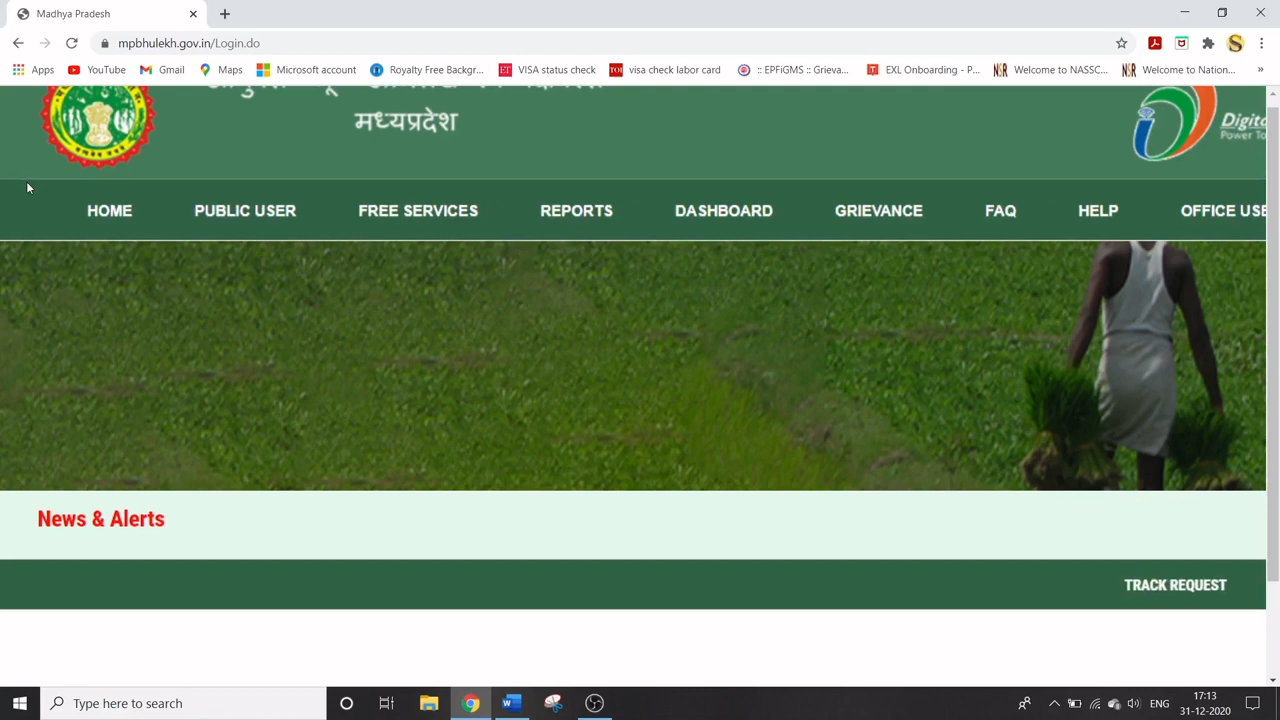 Madhya Pradesh
mpbhulekh.gov.in/Login.do
Apps YouTube Gmail Maps Microsoft account Royalty Free Backgr... VISA status check visa check labor card :: EPFiGMS :: Grieva... EXL Onboarding - प्... Welcome to NASSC... Welcome to Nation... »
मध्यप्रदेश
Digita
Power To
HOME PUBLIC USER FREE SERVICES REPORTS DASHBOARD GRIEVANCE FAQ HELP OFFICE USE
News & Alerts
TRACK REQUEST
Type here to search
ENG
17:13
31-12-2020